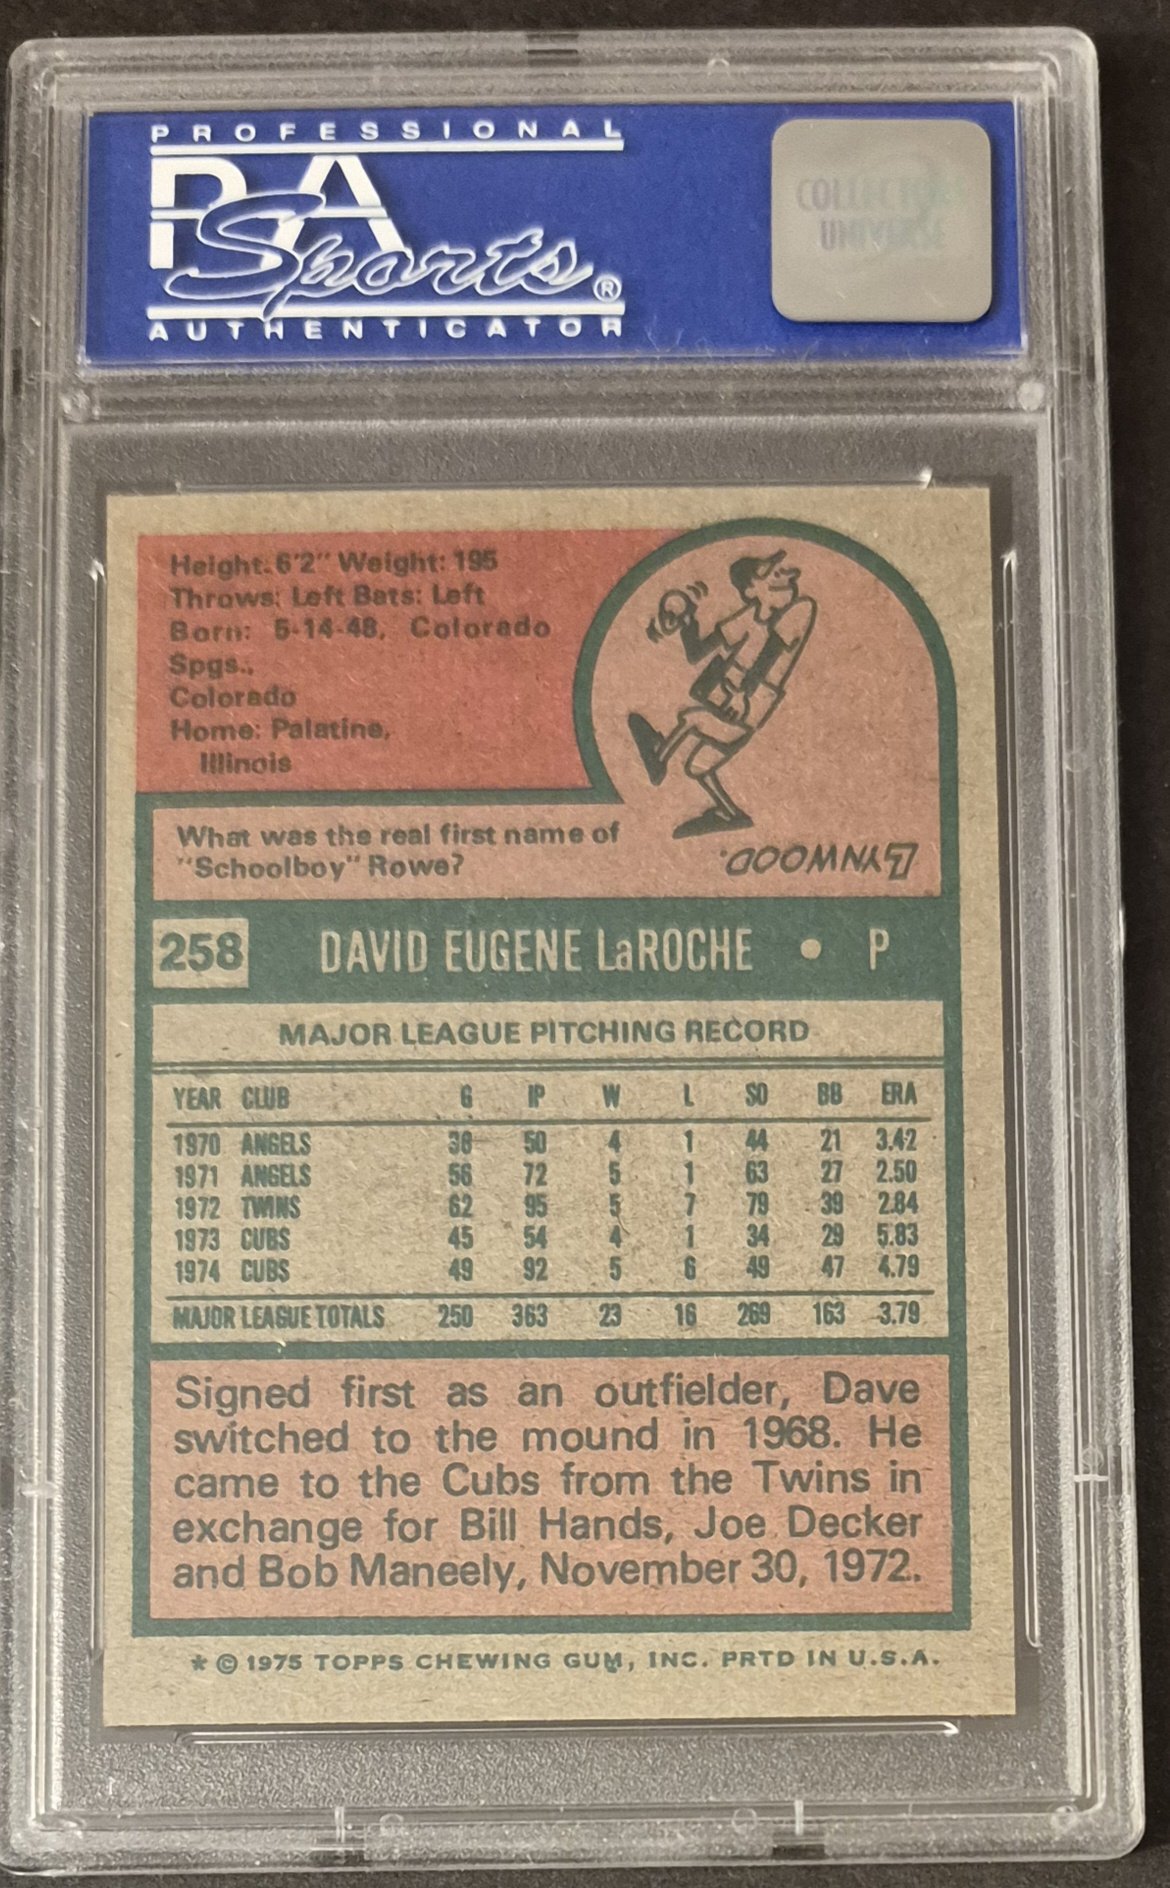 PROFESSIONAL
PSA
Sports®
AUTHENTICATOR
COLLECTORS
UNIVERSE
Height: 6'2" Weight: 195
Throws: Left Bats: Left
Born: 5-14-48, Colorado
Spgs.,
Colorado
Home: Palatine,
Illinois
What was the real first name of
"Schoolboy" Rowe?
LYNWOOD.
258 DAVID EUGENE LaROCHE • P
MAJOR LEAGUE PITCHING RECORD
YEAR CLUB G IP W L SO BB ERA
1970 ANGELS 38 50 4 1 44 21 3.42
1971 ANGELS 56 72 5 1 63 27 2.50
1972 TWINS 62 95 5 7 79 39 2.84
1973 CUBS 45 54 4 1 34 29 5.83
1974 CUBS 49 92 5 6 49 47 4.79
MAJOR LEAGUE TOTALS 250 363 23 16 269 163 3.79
Signed first as an outfielder, Dave
switched to the mound in 1968. He
came to the Cubs from the Twins in
exchange for Bill Hands, Joe Decker
and Bob Maneely, November 30, 1972.
* © 1975 TOPPS CHEWING GUM, INC. PRTD IN U.S.A.